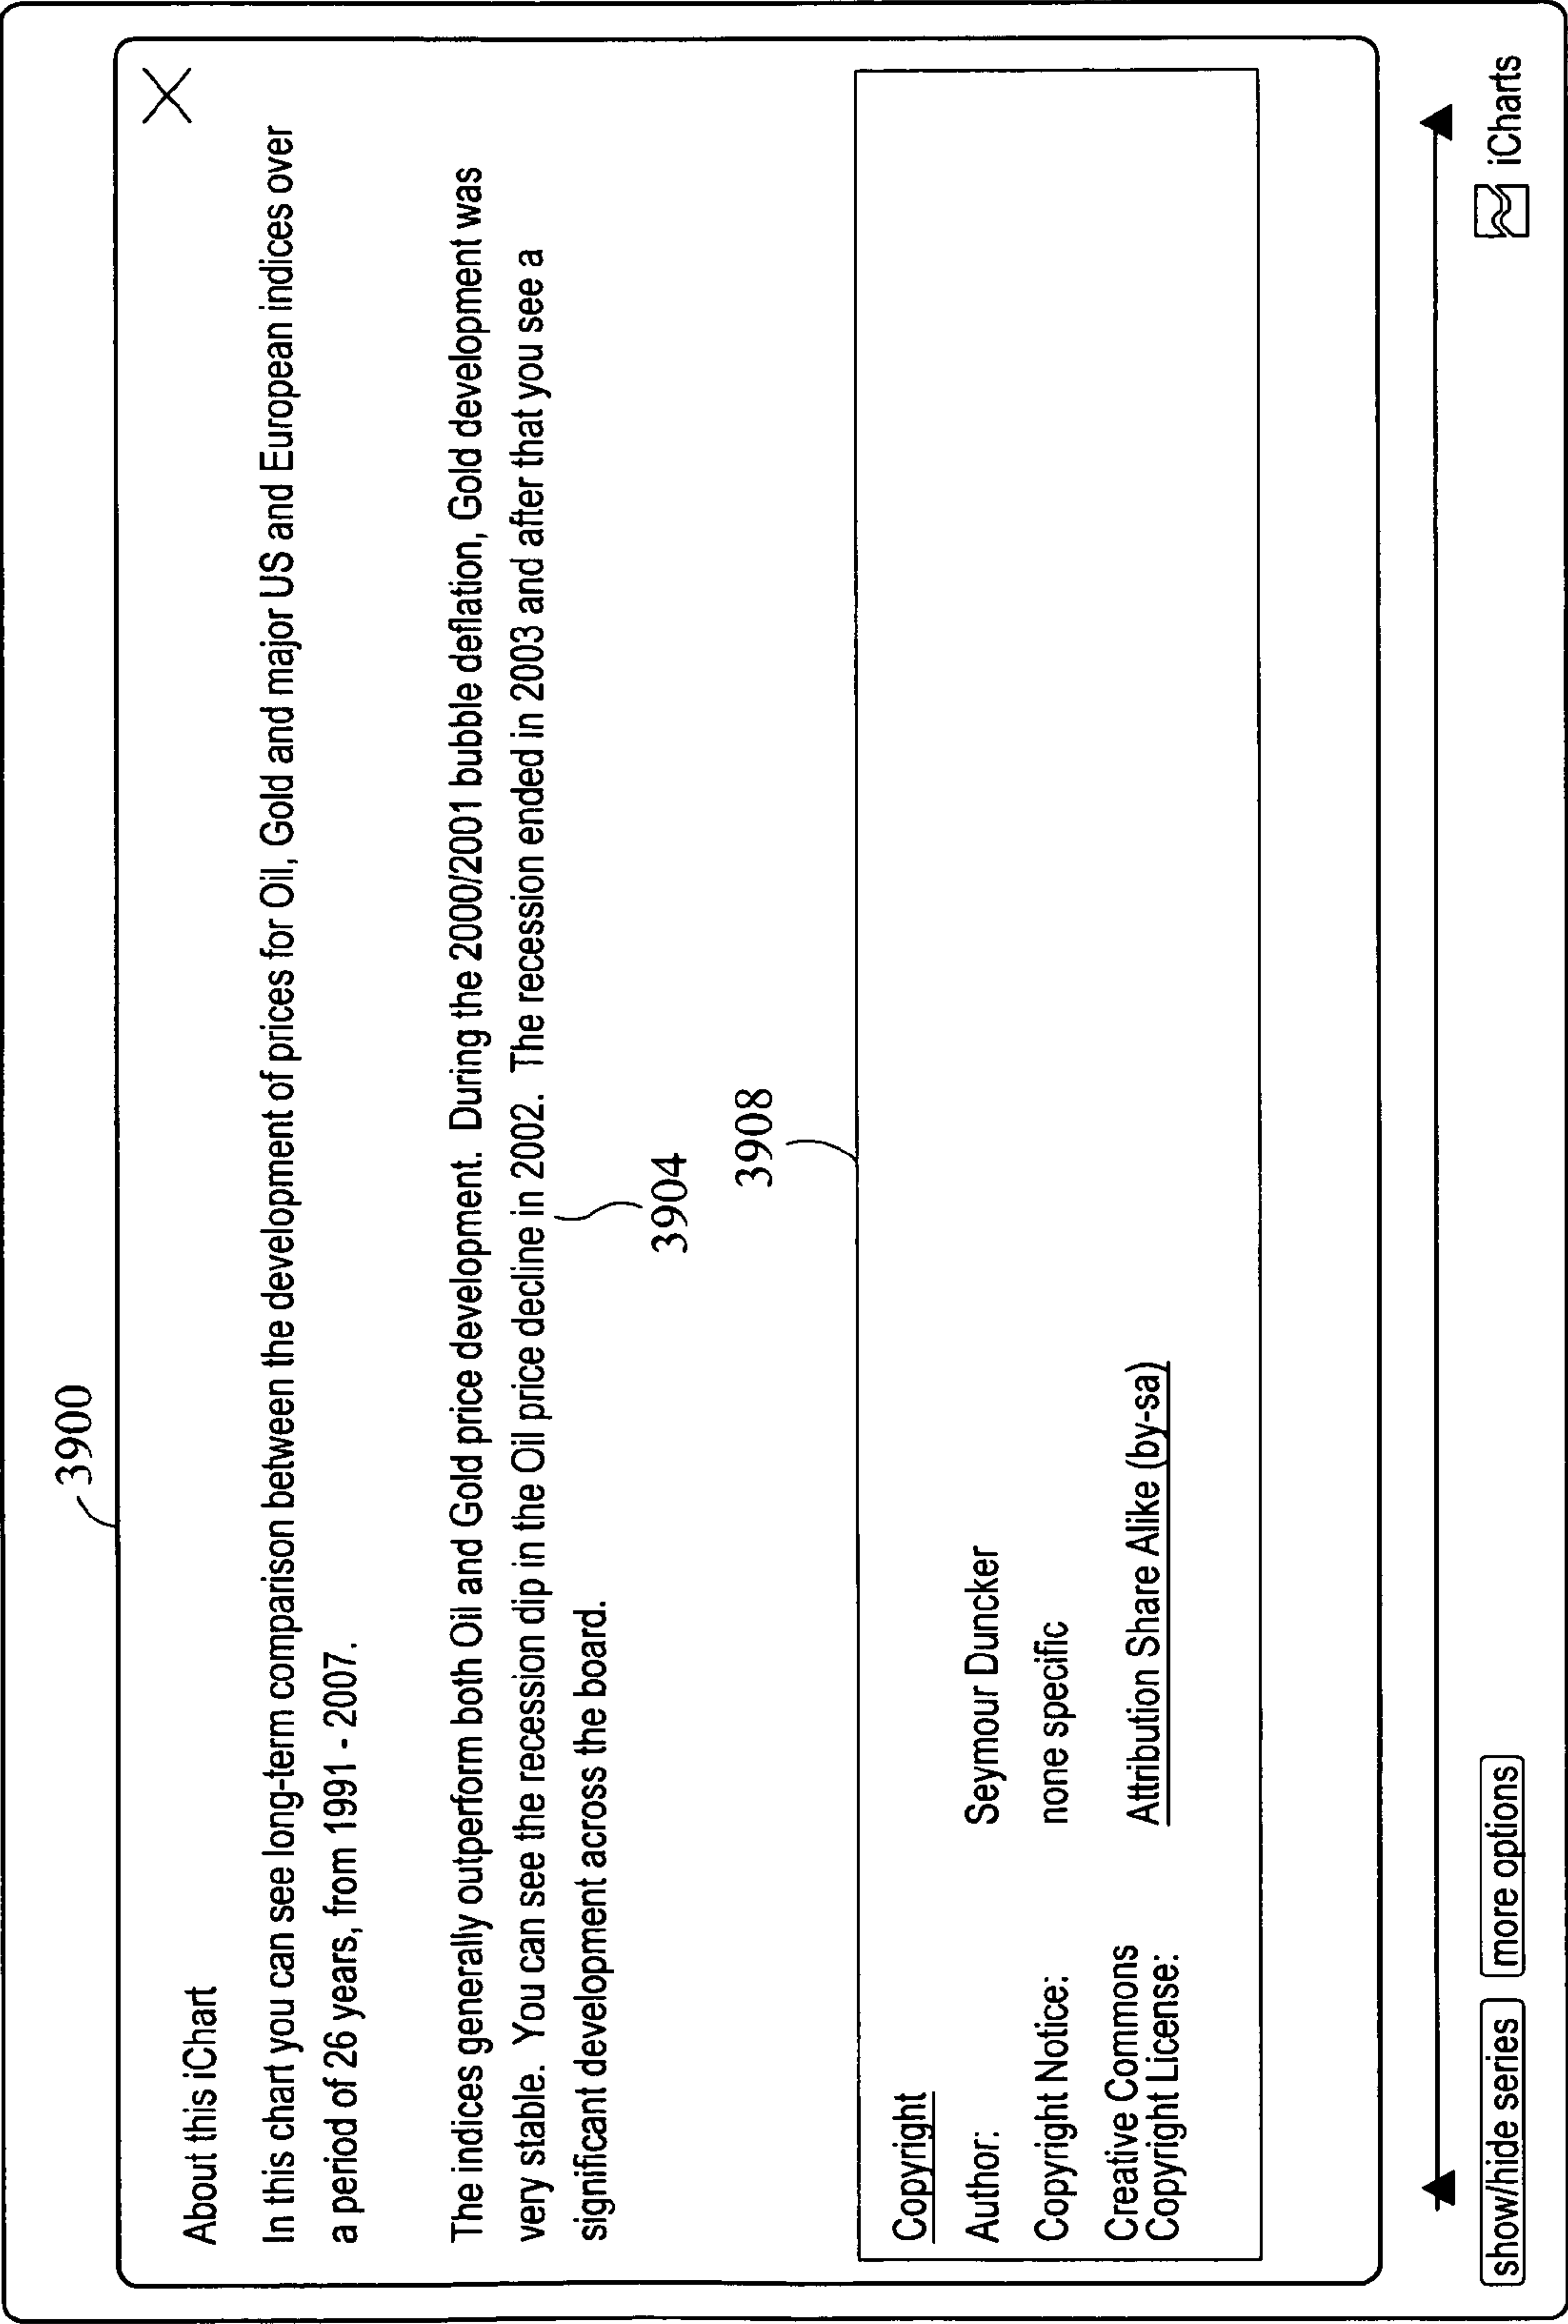 3900
About this iChart
In this chart you can see long-term comparison between the development of prices for Oil, Gold and major US and European indices over
a period of 26 years, from 1991 - 2007.
The indices generally outperform both Oil and Gold price development. During the 2000/2001 bubble deflation, Gold development was
very stable. You can see the recession dip in the Oil price decline in 2002. The recession ended in 2003 and after that you see a
significant development across the board.
3904
3908
Copyright
Author: Seymour Duncker
Copyright Notice: none specific
Creative Commons
Copyright License: Attribution Share Alike (by-sa)
show/hide series more options iCharts